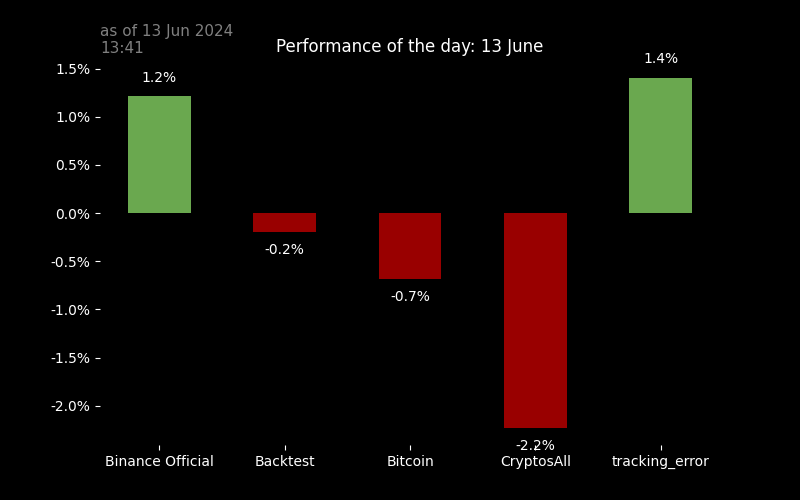 as of 13 Jun 2024
13:41
Performance of the day: 13 June
1.5%
1.0%
0.5%
0.0%
-0.5%
-1.0%
-1.5%
-2.0%
1.2%
-0.2%
-0.7%
-2.2%
1.4%
Binance Official
Backtest
Bitcoin
CryptosAll
tracking_error